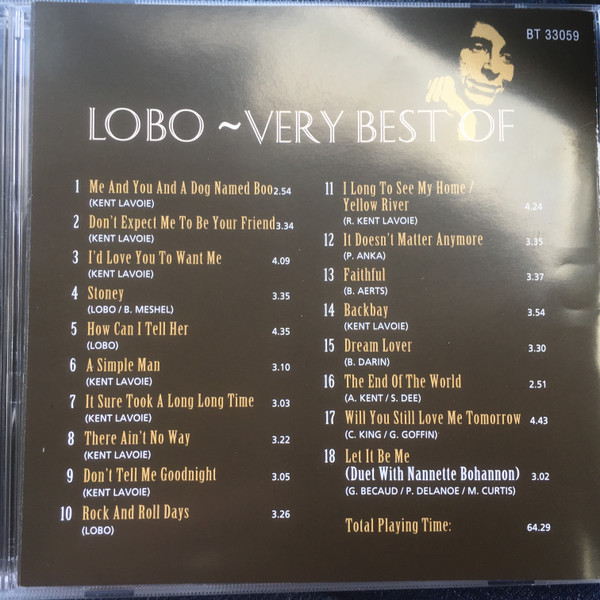 BT 33059
LOBO ~ VERY BEST OF
1 Me And You And A Dog Named Boo 2.54
(KENT LAVOIE)
2 Don't Expect Me To Be Your Friend 3.34
(KENT LAVOIE)
3 I'd Love You To Want Me 4.09
(KENT LAVOIE)
4 Stoney 3.35
(LOBO / B. MESHEL)
5 How Can I Tell Her 4.35
(LOBO)
6 A Simple Man 3.10
(KENT LAVOIE)
7 It Sure Took A Long Long Time 3.03
(KENT LAVOIE)
8 There Ain't No Way 3.22
(KENT LAVOIE)
9 Don't Tell Me Goodnight 3.05
(KENT LAVOIE)
10 Rock And Roll Days 3.26
(LOBO)
11 I Long To See My Home /
Yellow River 4.24
(R. KENT LAVOIE)
12 It Doesn't Matter Anymore 3.35
(P. ANKA)
13 Faithful 3.37
(B. AERTS)
14 Backbay 3.54
(KENT LAVOIE)
15 Dream Lover 3.30
(B. DARIN)
16 The End Of The World 2.51
(A. KENT / S. DEE)
17 Will You Still Love Me Tomorrow 4.43
(C. KING / G. GOFFIN)
18 Let It Be Me
(Duet With Nannette Bohannon) 3.02
(G. BECAUD / P. DELANOE / M. CURTIS)
Total Playing Time: 64.29